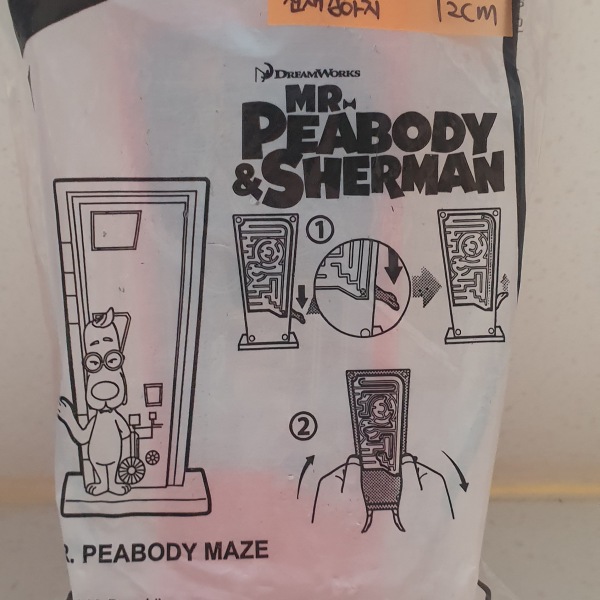 12cm
DREAMWORKS
MR.
PEABODY
& SHERMAN
1
2
R. PEABODY MAZE